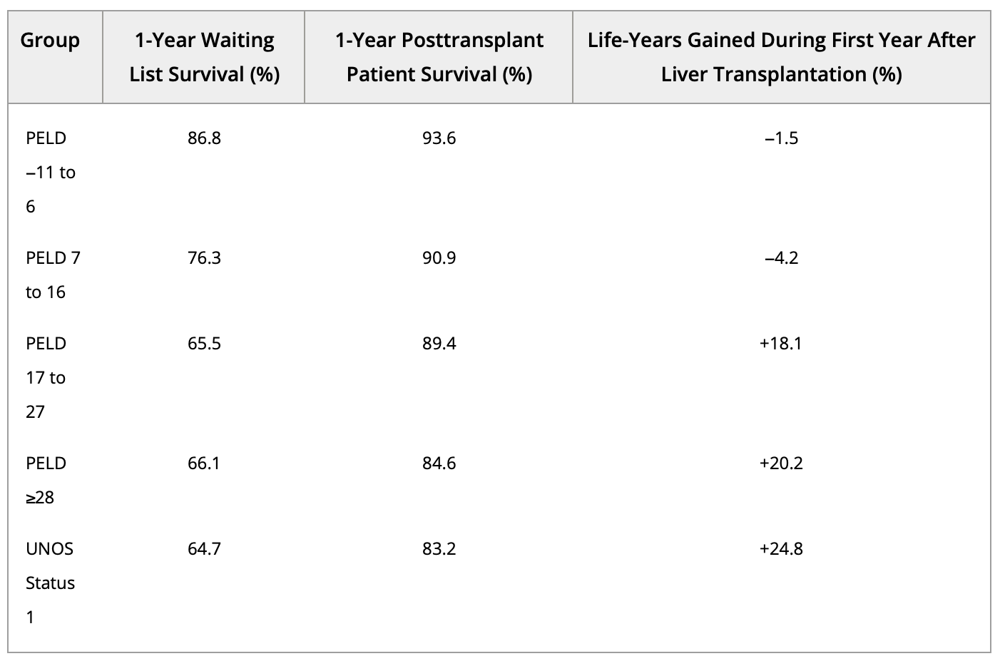 Group
1-Year Waiting
List Survival (%)
1-Year Posttransplant
Patient Survival (%)
Life-Years Gained During First Year After
Liver Transplantation (%)
PELD 86.8 93.6 –1.5
–11 to
6
PELD 7 76.3 90.9 –4.2
to 16
PELD 65.5 89.4 +18.1
17 to
27
PELD 66.1 84.6 +20.2
≥28
UNOS 64.7 83.2 +24.8
Status
1